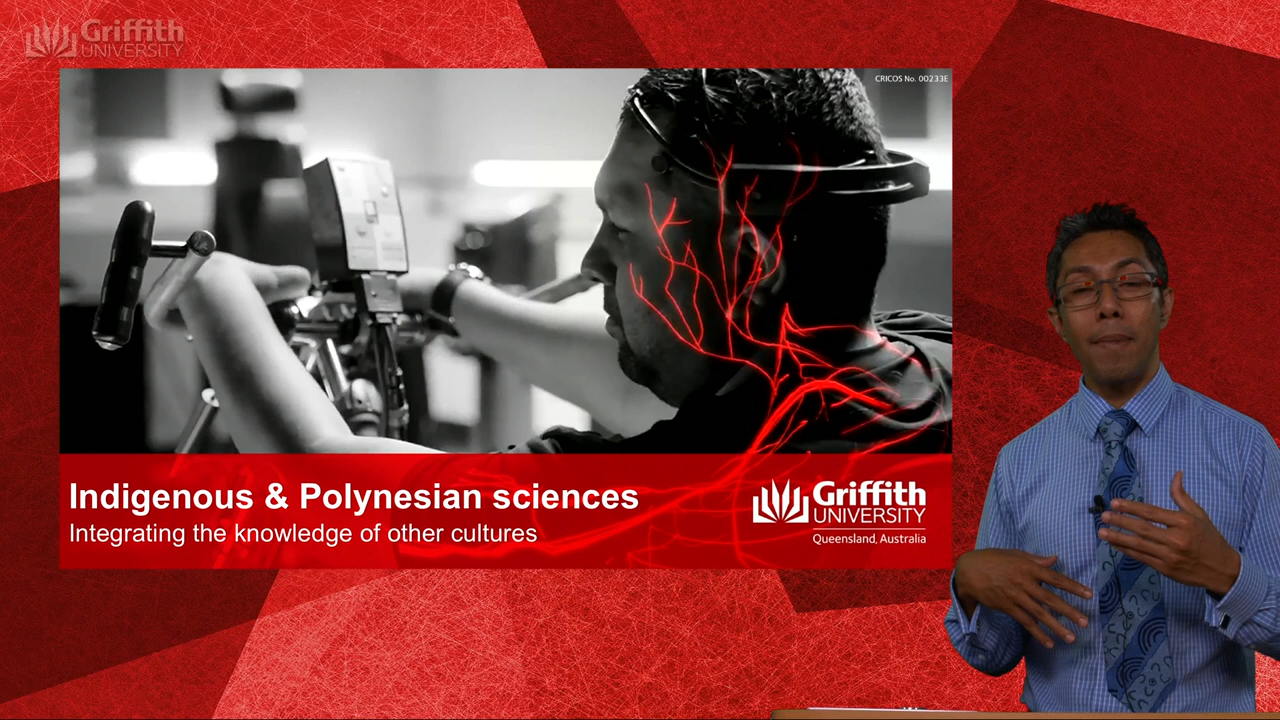 Griffith
UNIVERSITY
CRICOS No. 00233E
Indigenous & Polynesian sciences
Integrating the knowledge of other cultures
Griffith
UNIVERSITY
Queensland, Australia